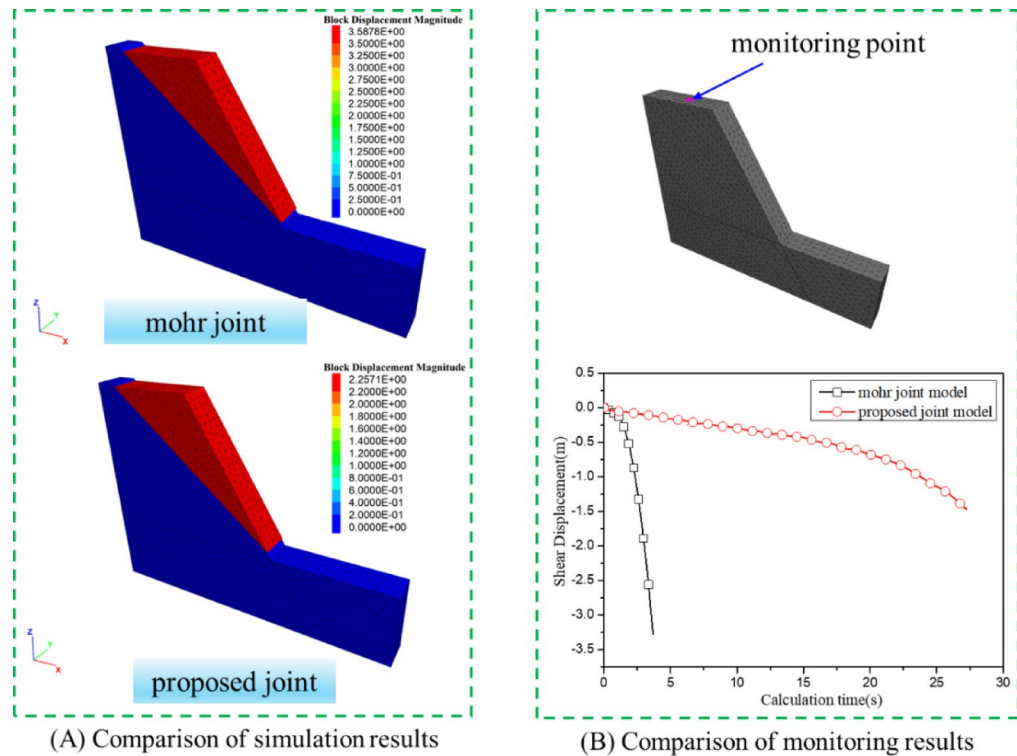 Block Displacement Magnitude
3.5878E+00
3.5000E+00
3.2500E+00
3.0000E+00
2.7500E+00
2.5000E+00
2.2500E+00
2.0000E+00
1.7500E+00
1.5000E+00
1.2500E+00
1.0000E+00
7.5000E-01
5.0000E-01
2.5000E-01
0.0000E+00
Z
Y
X
mohr joint
Block Displacement Magnitude
2.2571E+00
2.2000E+00
2.0000E+00
1.8000E+00
1.6000E+00
1.4000E+00
1.2000E+00
1.0000E+00
8.0000E-01
6.0000E-01
4.0000E-01
2.0000E-01
0.0000E+00
Z
Y
X
proposed joint
(A) Comparison of simulation results
monitoring point
mohr joint model
proposed joint model
Shear Displacement(m)
0.5
0.0
-0.5
-1.0
-1.5
-2.0
-2.5
-3.0
-3.5
0 5 10 15 20 25 30
Calculation time(s)
(B) Comparison of monitoring results